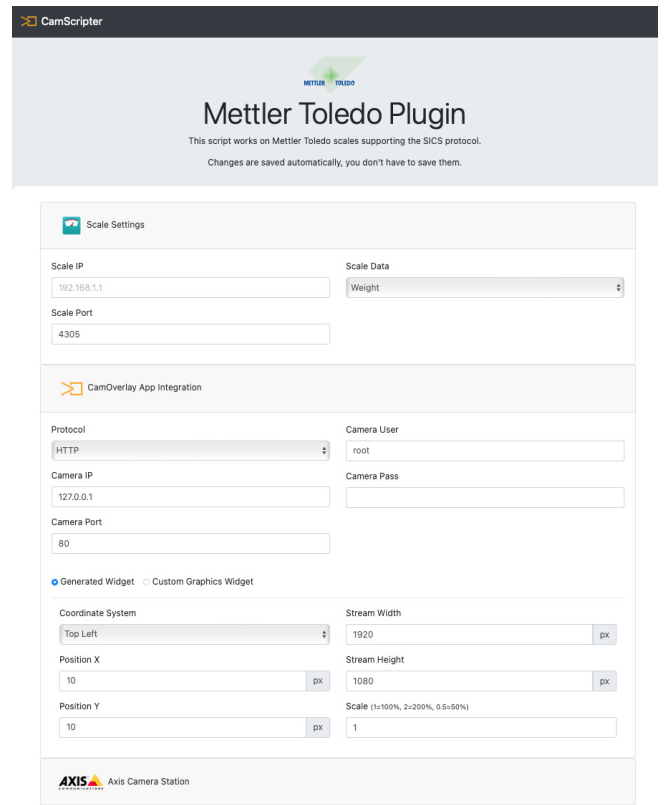 CamScripter
METTLER TOLEDO
Mettler Toledo Plugin
This script works on Mettler Toledo scales supporting the SICS protocol.
Changes are saved automatically, you don't have to save them.
Scale Settings
Scale IP
192.168.1.1
Scale Data
Weight
Scale Port
4305
CamOverlay App Integration
Protocol
HTTP
Camera User
root
Camera IP
127.0.0.1
Camera Pass
Camera Port
80
Generated Widget Custom Graphics Widget
Coordinate System
Top Left
Stream Width
1920 px
Position X
10 px
Stream Height
1080 px
Position Y
10 px
Scale (1=100%, 2=200%, 0.5=50%)
1
AXIS
COMMUNICATIONS
Axis Camera Station